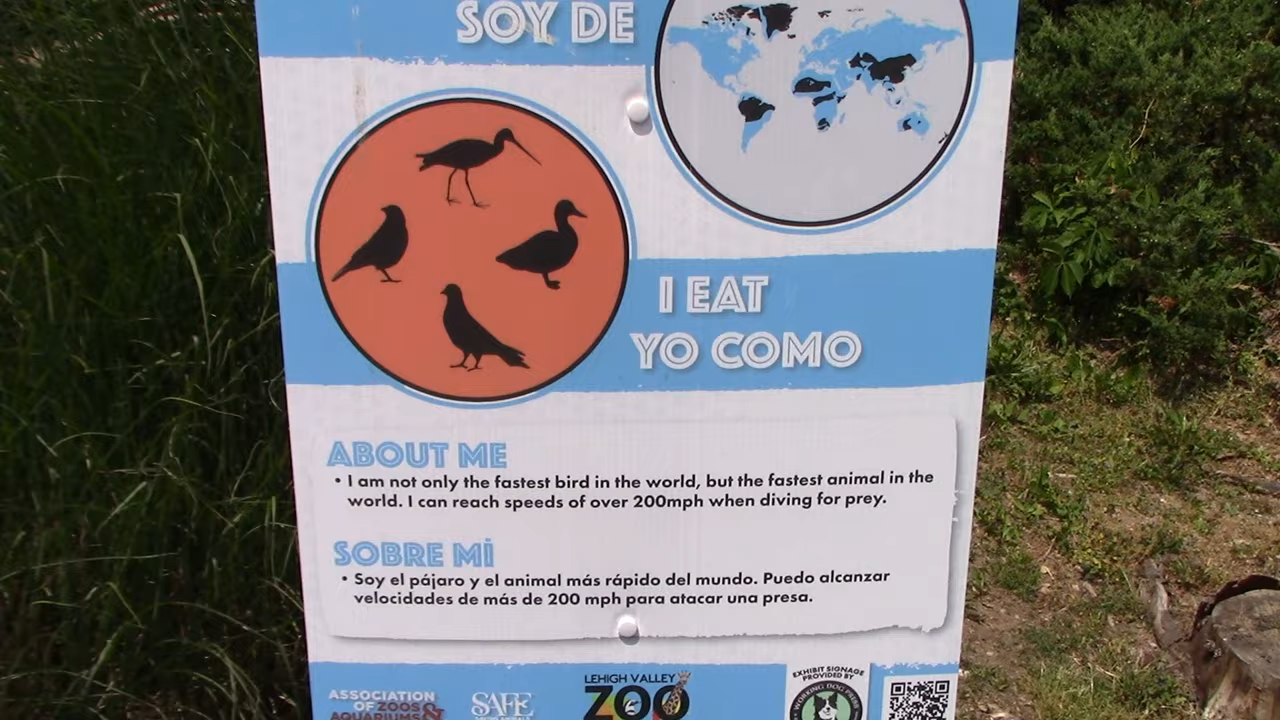 SOY DE
I EAT
YO COMO
ABOUT ME
• I am not only the fastest bird in the world, but the fastest animal in the
world. I can reach speeds of over 200mph when diving for prey.
SOBRE MÍ
• Soy el pájaro y el animal más rápido del mundo. Puedo alcanzar
velocidades de más de 200 mph para atacar una presa.
ASSOCIATION
OF ZOOS
AQUARIUMS &
SAFE
LEHIGH VALLEY
ZOO
EXHIBIT SIGNAGE
PROVIDED BY
WORKING DOG PRESS